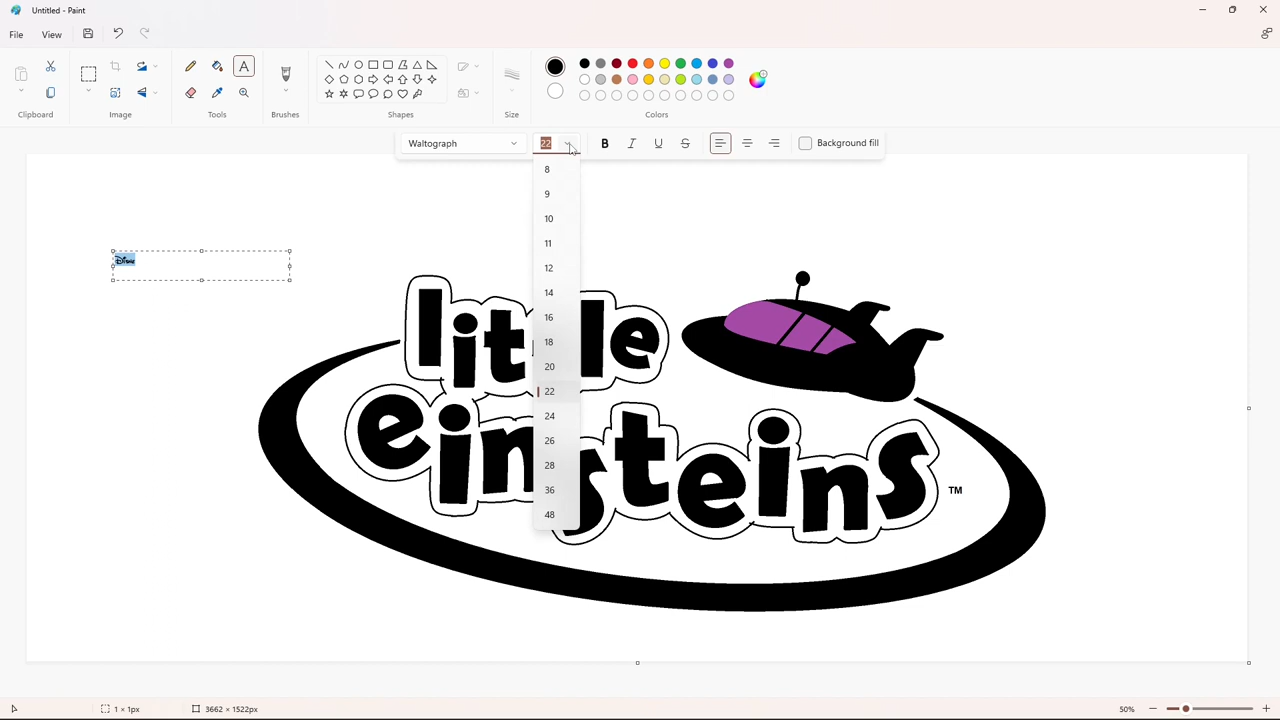 Untitled - Paint
File
View
Clipboard
Image
Tools
Brushes
Shapes
Size
Colors
Waltograph
22
B
I
U
S
Background fill
8
9
10
11
12
14
16
18
20
22
24
26
28
36
48
little
einsteins
TM
1 × 1px
3662 × 1522px
50%